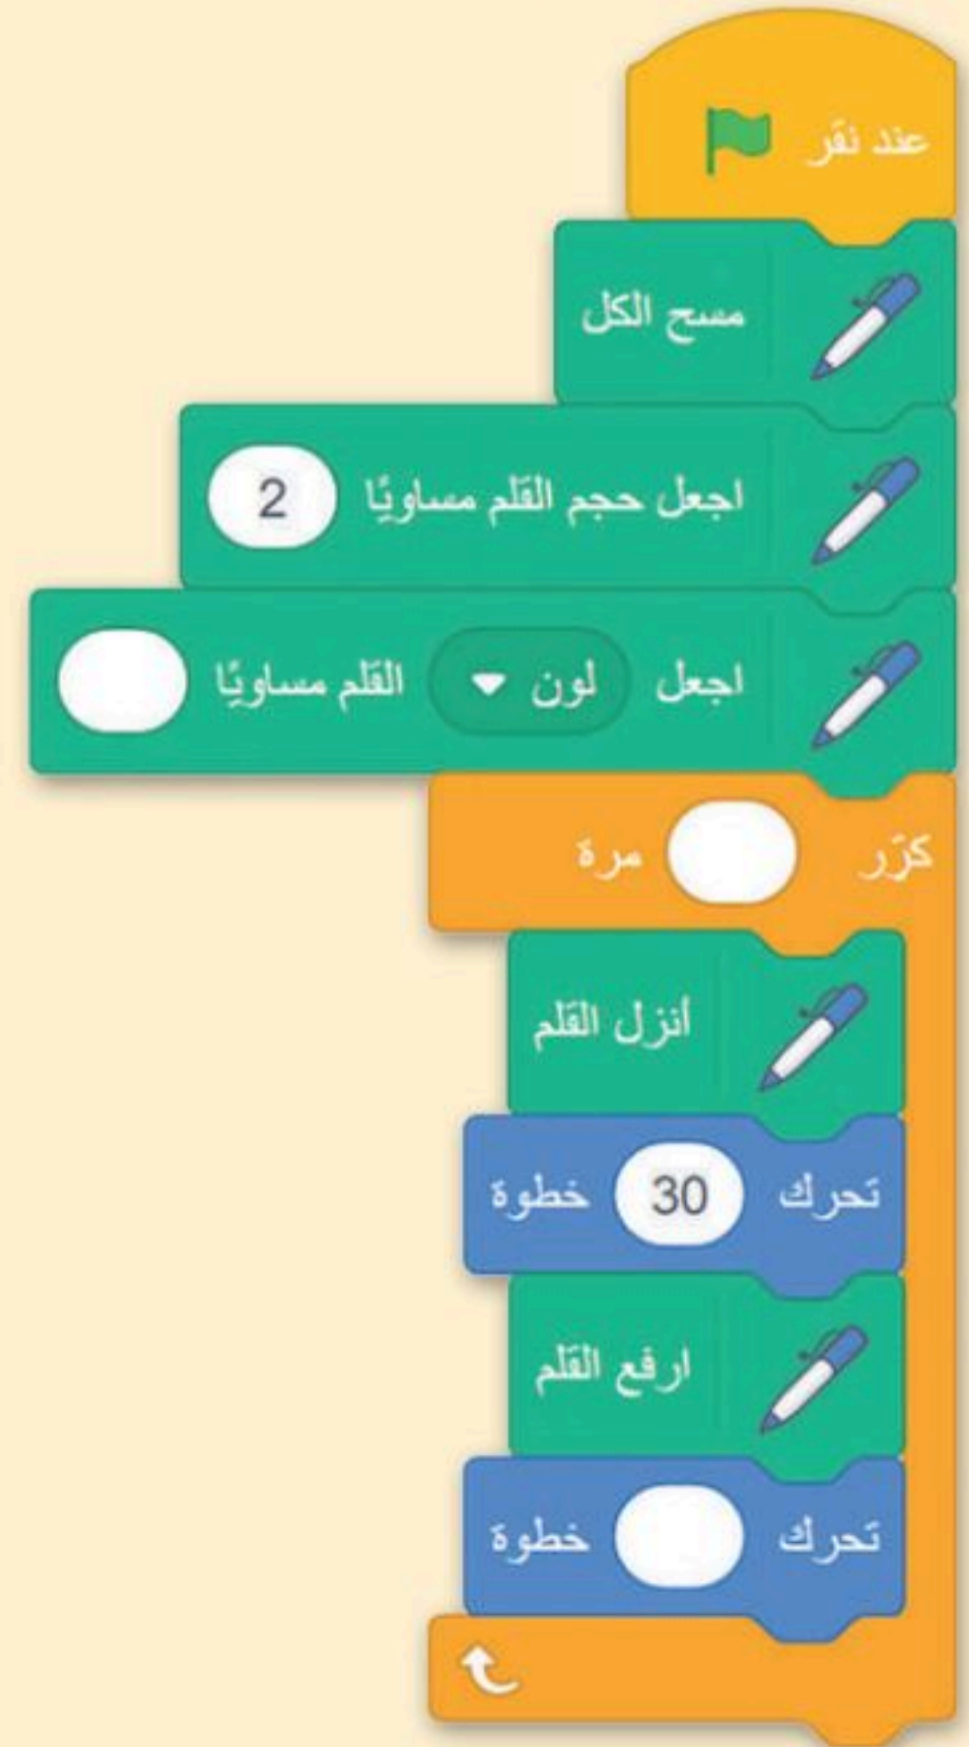 عند نقر
مسح الكل
اجعل حجم القلم مساويًا 2
اجعل لون القلم مساويًا
كرّر مرة
أنزل القلم
تحرك 30 خطوة
ارفع القلم
تحرك خطوة